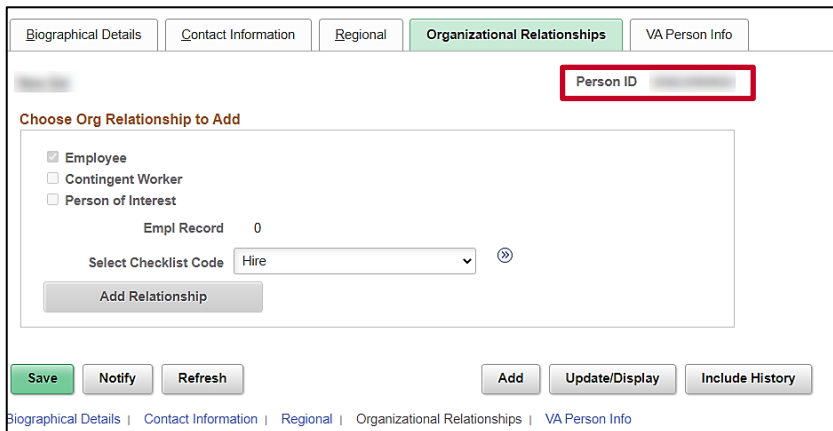 Biographical Details Contact Information Regional Organizational Relationships VA Person Info
Person ID
Choose Org Relationship to Add
Employee
Contingent Worker
Person of Interest
Empl Record 0
Select Checklist Code Hire
Add Relationship
Save Notify Refresh Add Update/Display Include History
Biographical Details | Contact Information | Regional | Organizational Relationships | VA Person Info